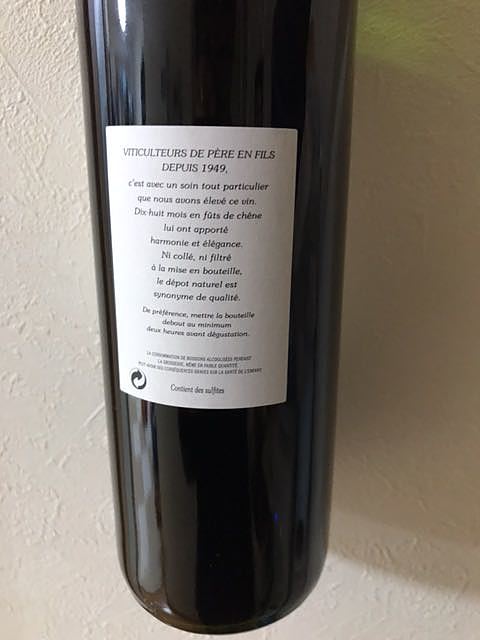 VITICULTEURS DE PÈRE EN FILS
DEPUIS 1949,
c'est avec un soin tout particulier
que nous avons élevé ce vin.
Dix-huit mois en fûts de chêne
lui ont apporté
harmonie et élégance.
Ni collé, ni filtré
à la mise en bouteille,
le dépot naturel est
synonyme de qualité.
De préférence, mettre la bouteille
debout au minimum
deux heures avant dégustation.
LA CONSOMMATION DE BOISSONS ALCOOLISÉES PENDANT
LA GROSSESSE, MÊME EN FAIBLE QUANTITÉ,
PEUT AVOIR DES CONSÉQUENCES GRAVES SUR LA SANTÉ DE L'ENFANT
Contient des sulfites